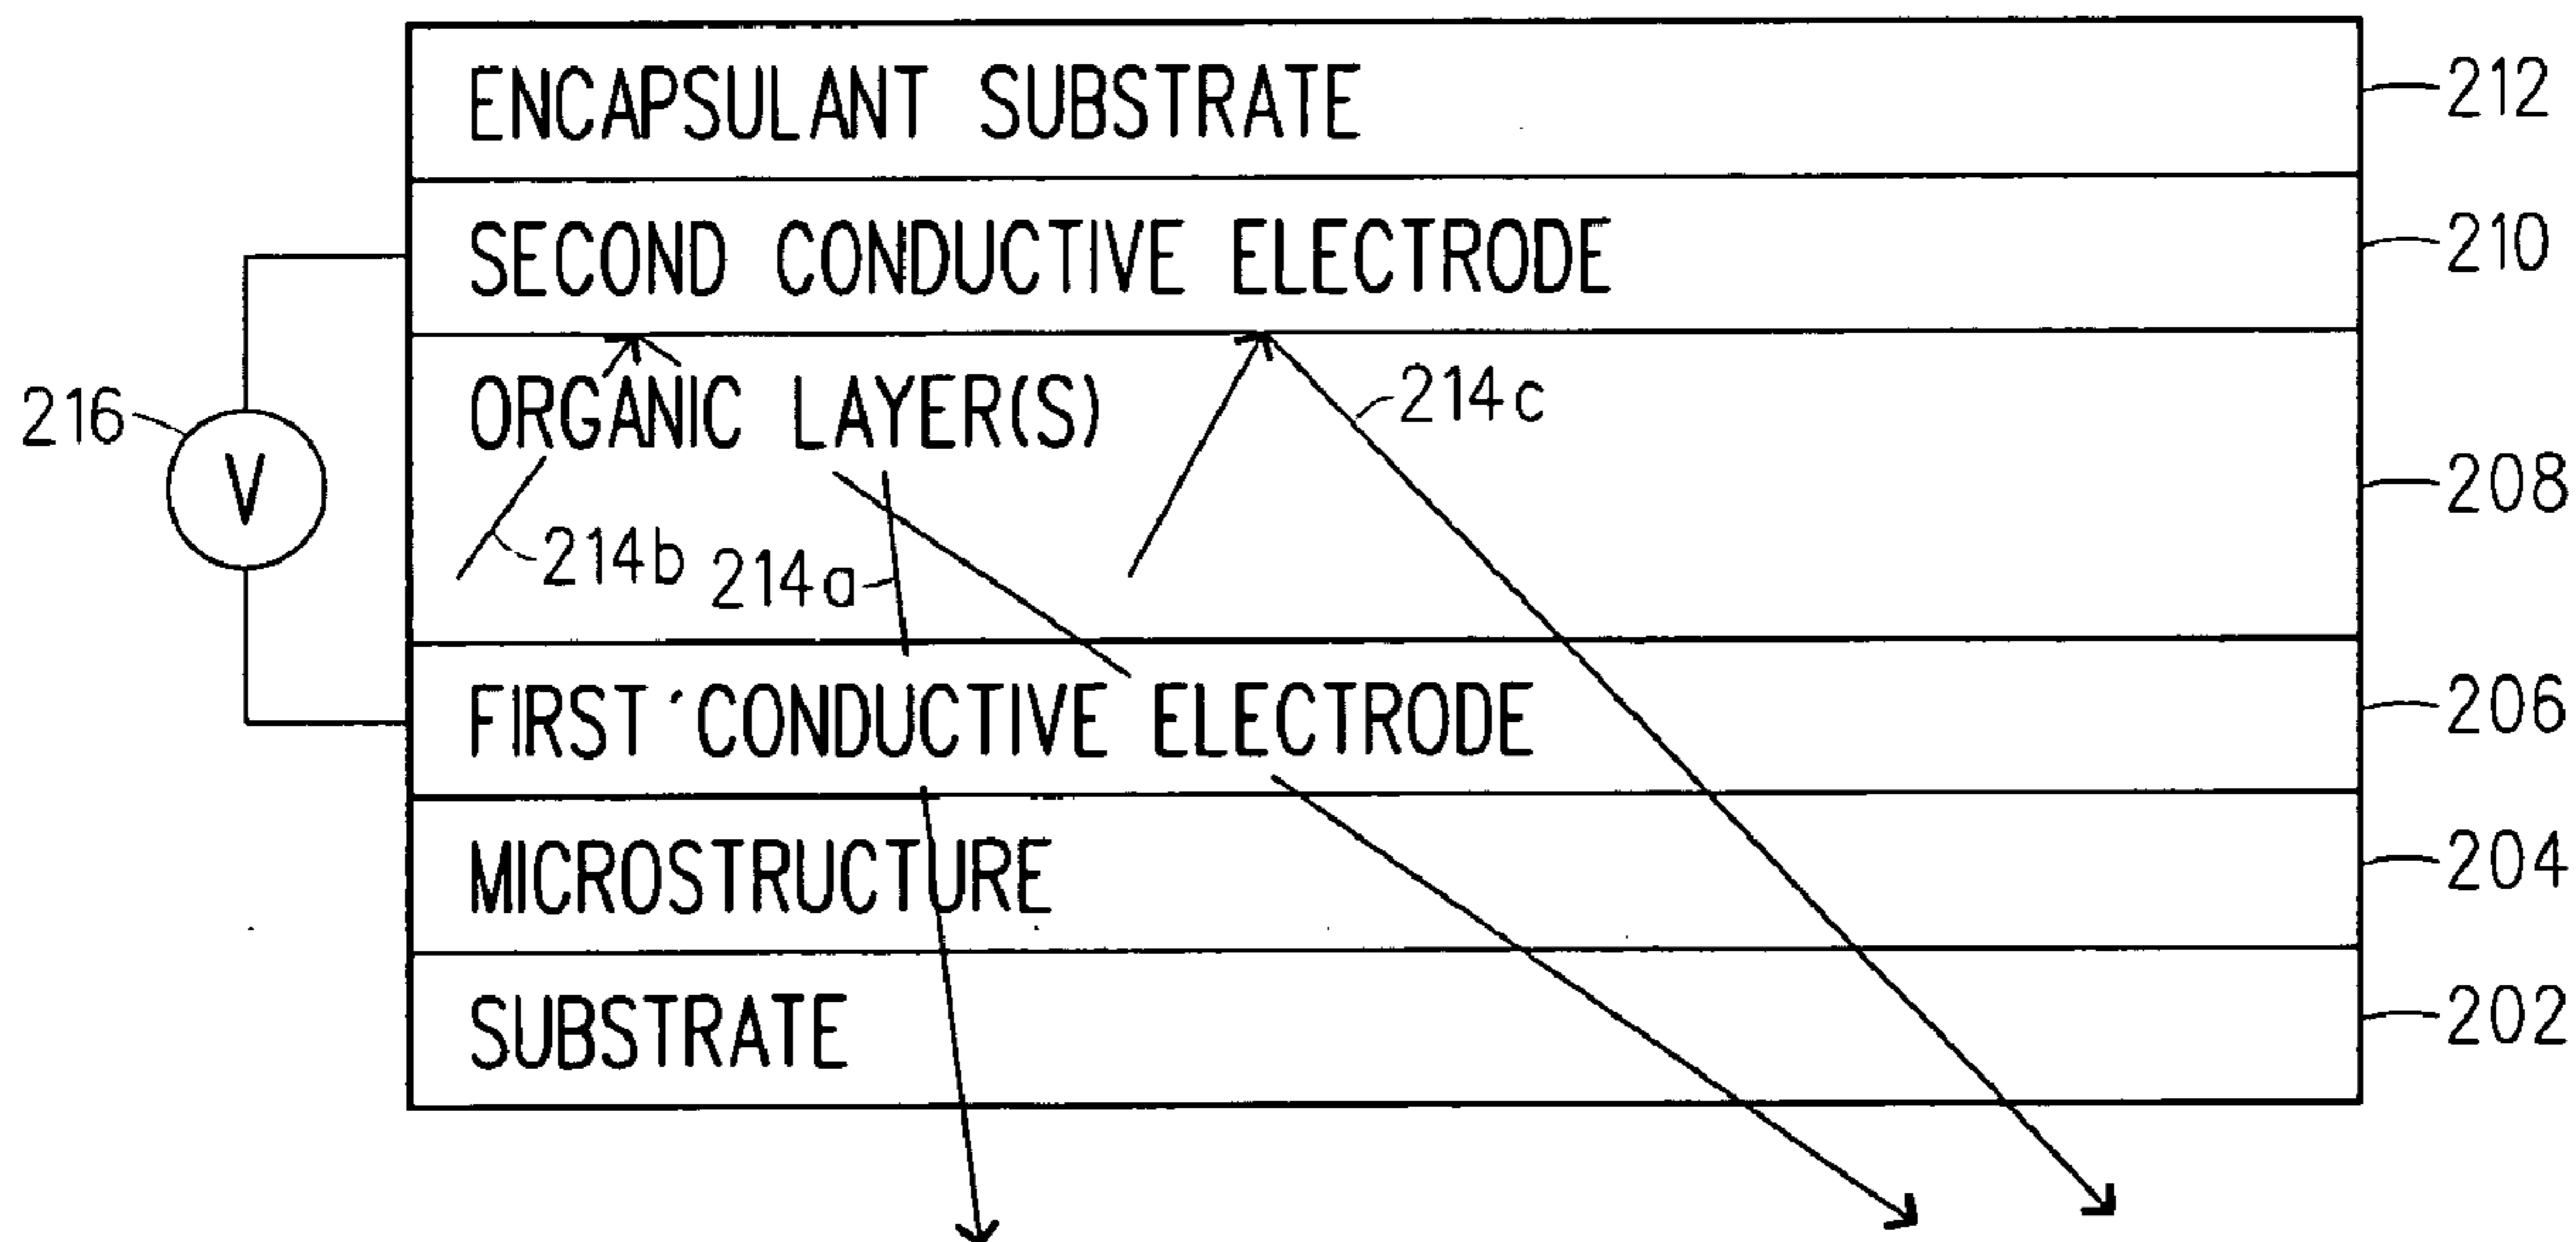 ENCAPSULANT SUBSTRATE 212
SECOND CONDUCTIVE ELECTRODE 210
ORGANIC LAYER(S) 214c
216 V 208
214b 214a
FIRST CONDUCTIVE ELECTRODE 206
MICROSTRUCTURE 204
SUBSTRATE 202